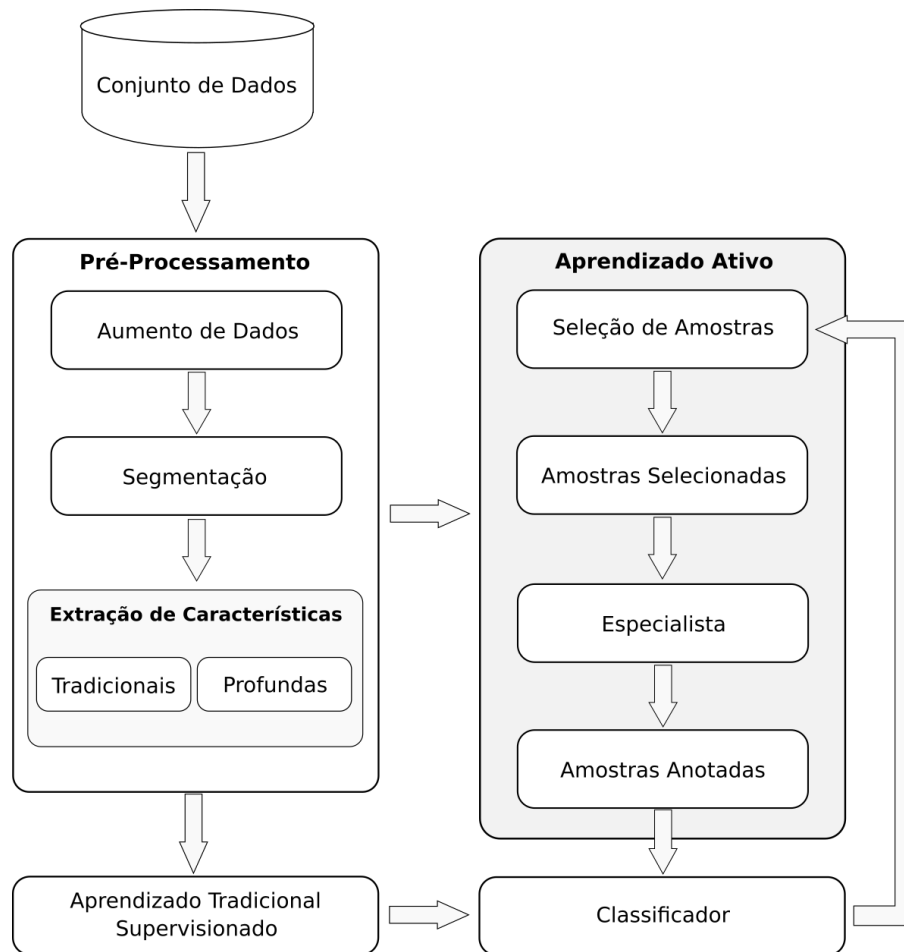 Conjunto de Dados
Pré-Processamento
Aumento de Dados
Segmentação
Extração de Característificas
Tradicionais
Profundas
Aprendizado Ativo
Seleção de Amostras
Amostras Selecionadas
Especialista
Amostras Anotadas
Aprendizado Tradicional
Supervisionado
Classificador